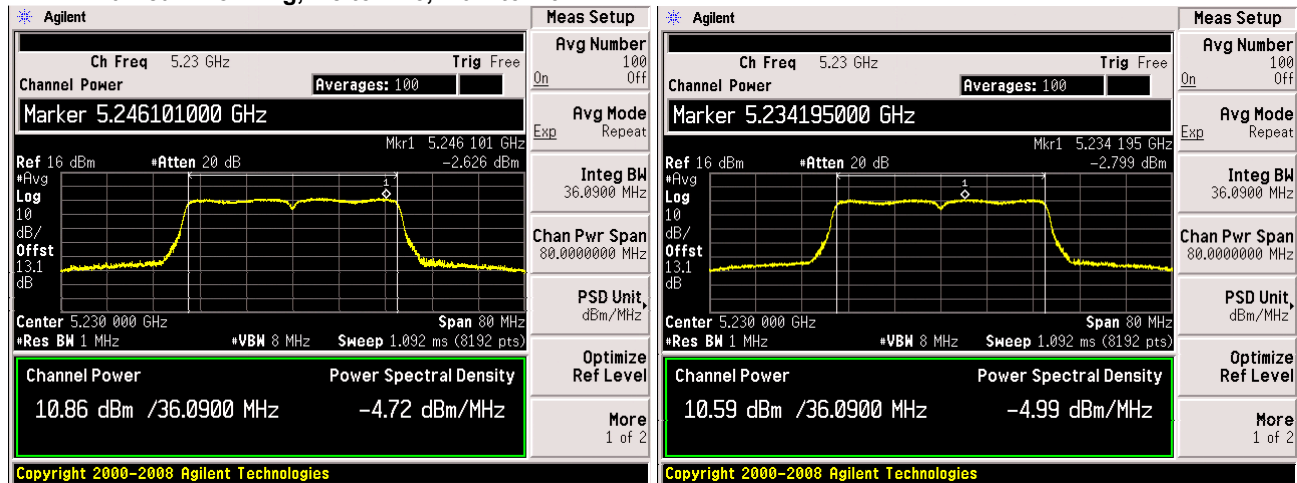 Agilent
Meas Setup
Ch Freq 5.23 GHz Trig Free
Channel Power Averages: 100
Marker 5.246101000 GHz
Mkr1 5.246 101 GHz
Ref 16 dBm #Atten 20 dB -2.626 dBm
#Avg
Log
10
dB/
Offst
13.1
dB
1
Center 5.230 000 GHz Span 80 MHz
#Res BW 1 MHz #VBW 8 MHz Sweep 1.092 ms (8192 pts)
Channel Power Power Spectral Density
10.86 dBm /36.0900 MHz -4.72 dBm/MHz
Copyright 2000-2008 Agilent Technologies
Avg Number
100
On Off
Avg Mode
Exp Repeat
Integ BW
36.0900 MHz
Chan Pwr Span
80.0000000 MHz
PSD Unit
dBm/MHz
Optimize
Ref Level
More
1 of 2
Agilent
Meas Setup
Ch Freq 5.23 GHz Trig Free
Channel Power Averages: 100
Marker 5.234195000 GHz
Mkr1 5.234 195 GHz
Ref 16 dBm #Atten 20 dB -2.799 dBm
#Avg
Log
10
dB/
Offst
13.1
dB
1
Center 5.230 000 GHz Span 80 MHz
#Res BW 1 MHz #VBW 8 MHz Sweep 1.092 ms (8192 pts)
Channel Power Power Spectral Density
10.59 dBm /36.0900 MHz -4.99 dBm/MHz
Copyright 2000-2008 Agilent Technologies
Avg Number
100
On Off
Avg Mode
Exp Repeat
Integ BW
36.0900 MHz
Chan Pwr Span
80.0000000 MHz
PSD Unit
dBm/MHz
Optimize
Ref Level
More
1 of 2